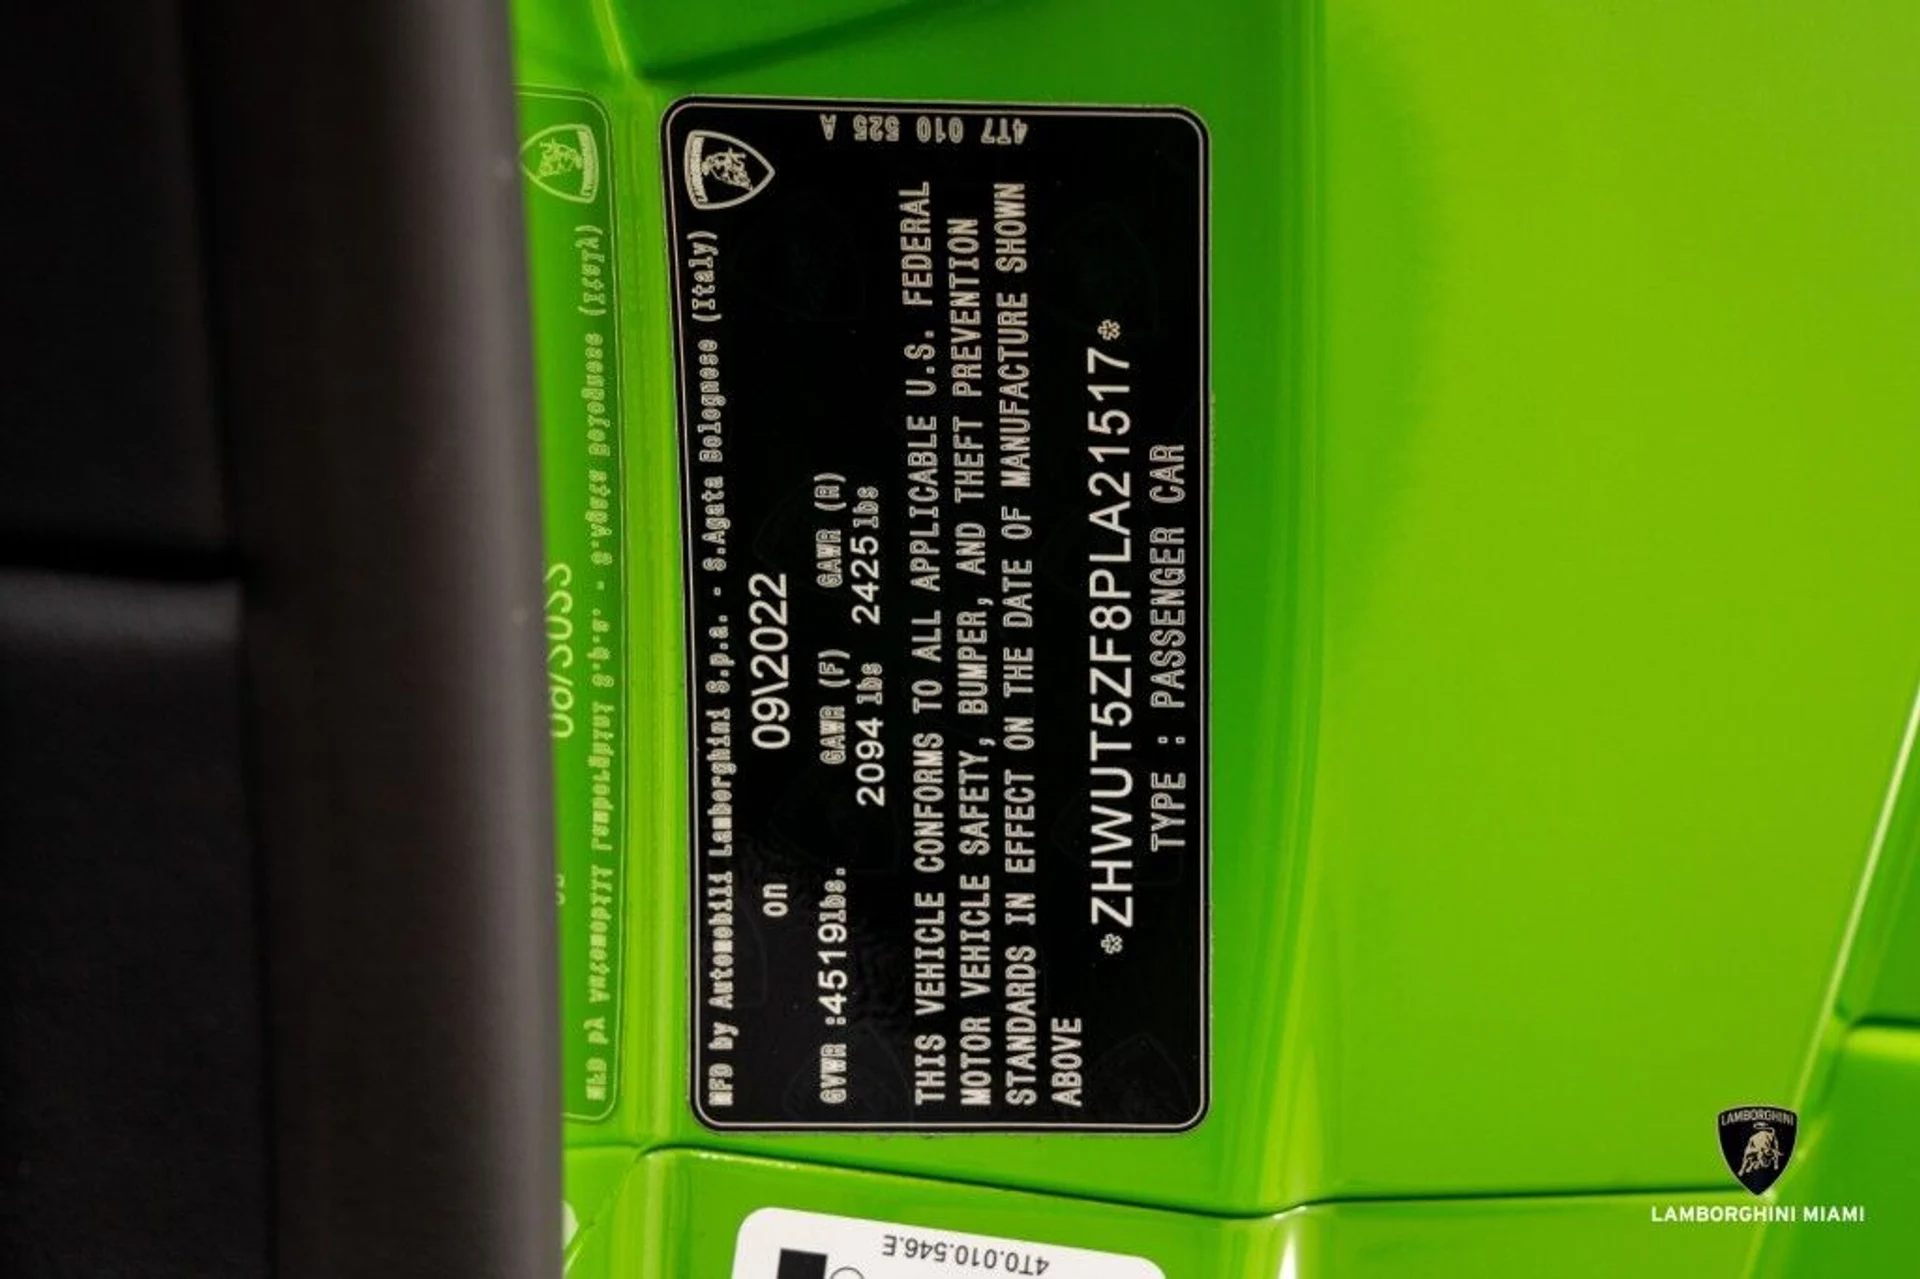 LAMBORGHINI
MFD by Automobili Lamborghini S.p.a. - S.Agata Bolognese (Italy)
on 09\2022
GVWR :4519lbs. GAWR (F) GAWR (R)
2094 lbs 2425lbs
THIS VEHICLE CONFORMS TO ALL APPLICABLE U.S. FEDERAL
MOTOR VEHICLE SAFETY, BUMPER, AND THEFT PREVENTION
STANDARDS IN EFFECT ON THE DATE OF MANUFACTURE SHOWN
ABOVE
*ZHWUT5ZF8PLA21517*
TYPE : PASSENGER CAR
4T7 010 525 A
4T0.010.546.E
LAMBORGHINI
LAMBORGHINI MIAMI